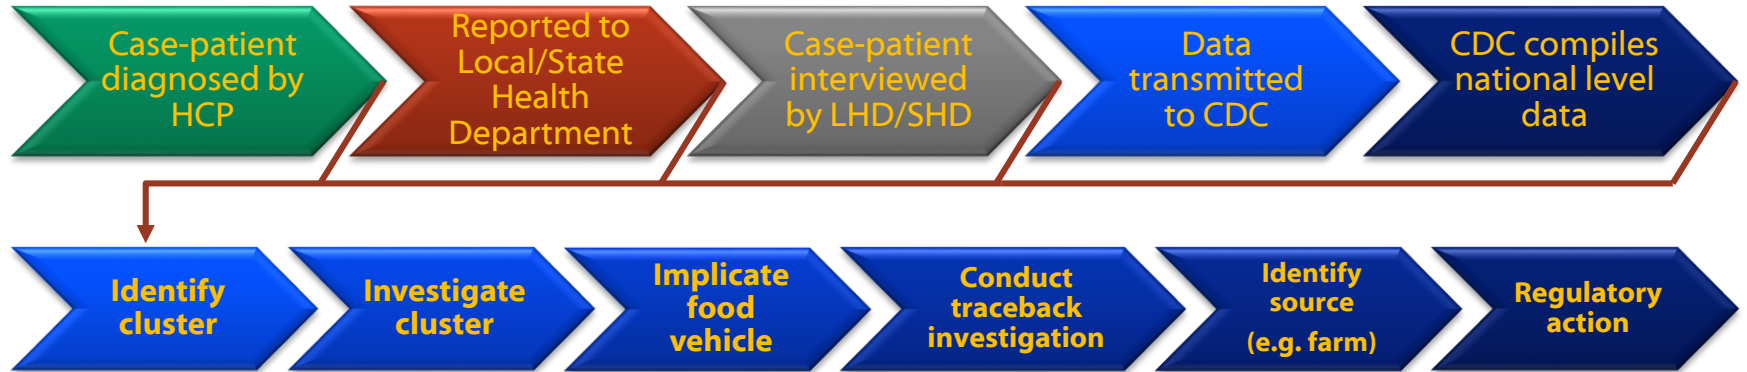 Case-patient
diagnosed by
HCP
Reported to
Local/State
Health
Department
Case-patient
interviewed
by LHD/SHD
Data
transmitted
to CDC
CDC compiles
national level
data
Identify
cluster
Investigate
cluster
Implicate
food
vehicle
Conduct
traceback
investigation
Identify
source
(e.g. farm)
Regulatory
action